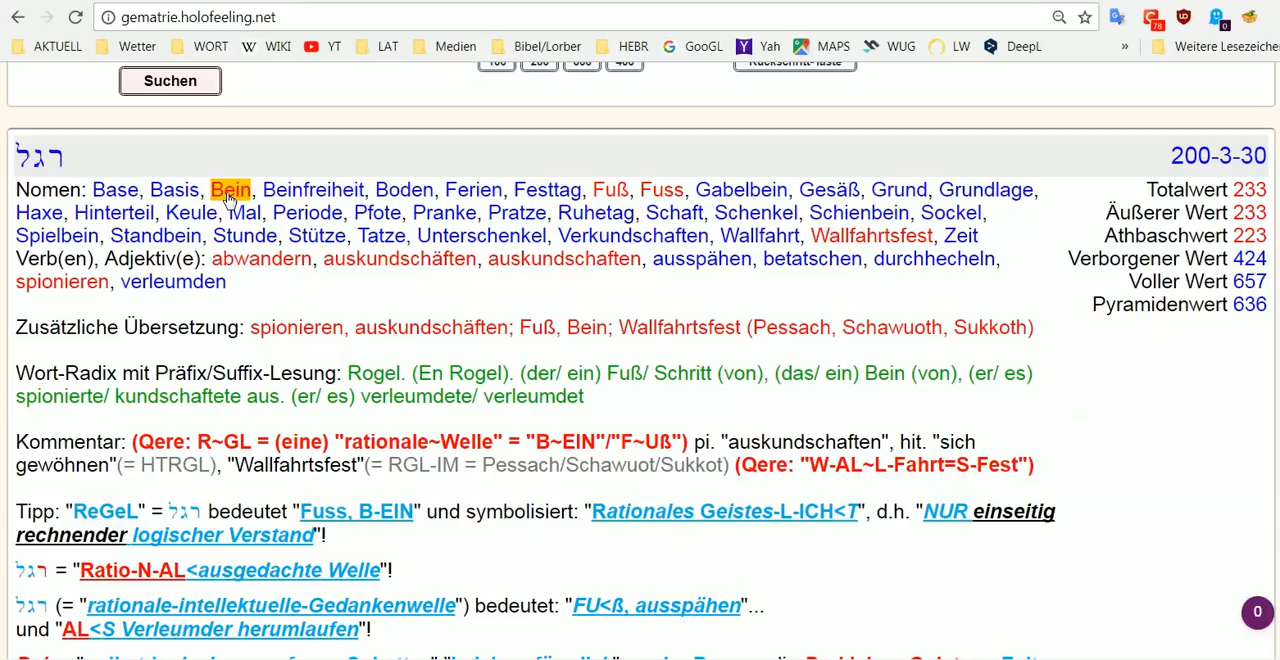 gematrie.holofeeling.net
78 0
AKTUELL Wetter WORT WIKI YT LAT Medien Bibel/Lorber HEBR GooGL Yah MAPS WUG LW DeepL » Weitere Lesezeichen
100 200 300 400 Rückschritt-Taste
Suchen
רגל 200-3-30
Nomen: Base, Basis, Bein, Beinfreiheit, Boden, Ferien, Festtag, Fuß, Fuss, Gabelbein, Gesäß, Grund, Grundlage, Totalwert 233
Haxe, Hinterteil, Keule, Mal, Periode, Pfote, Pranke, Pratze, Ruhetag, Schaft, Schenkel, Schienbein, Sockel, Äußerer Wert 233
Spielbein, Standbein, Stunde, Stütze, Tatze, Unterschenkel, Verkundschaften, Wallfahrt, Wallfahrtsfest, Zeit Athbaschwert 223
Verb(en), Adjektiv(e): abwandern, auskundschäften, auskundschaften, ausspähen, betatschen, durchhecheln, Verborgener Wert 424
spionieren, verleumden Voller Wert 657
Pyramidenwert 636
Zusätzliche Übersetzung: spionieren, auskundschäften; Fuß, Bein; Wallfahrtsfest (Pessach, Schawuoth, Sukkoth)
Wort-Radix mit Präfix/Suffix-Lesung: Rogel. (En Rogel). (der/ ein) Fuß/ Schritt (von), (das/ ein) Bein (von), (er/ es)
spionierte/ kundschaftete aus. (er/ es) verleumdete/ verleumdet
Kommentar: (Qere: R~GL = (eine) "rationale~Welle" = "B~EIN"/"F~Uß") pi. "auskundschaften", hit. "sich
gewöhnen"(= HTRGL), "Wallfahrtsfest"(= RGL-IM = Pessach/Schawuot/Sukkot) (Qere: "W-AL~L-Fahrt=S-Fest")
Tipp: "ReGeL" = רגל bedeutet "Fuss, B-EIN" und symbolisiert: "Rationales Geistes-L-ICH<T", d.h. "NUR einseitig
rechnender logischer Verstand"!
רגל = "Ratio-N-AL<ausgedachte Welle"!
רגל (= "rationale-intellektuelle-Gedankenwelle") bedeutet: "FU<ß, ausspähen"...
0
und "AL<S Verleumder herumlaufen"!